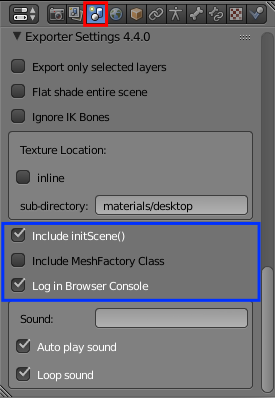 Exporter Settings 4.4.0
Export only selected layers
Flat shade entire scene
Ignore IK Bones
Texture Location:
inline
sub-directory: materials/desktop
Include initScene()
Include MeshFactory Class
Log in Browser Console
Sound:
Auto play sound
Loop sound